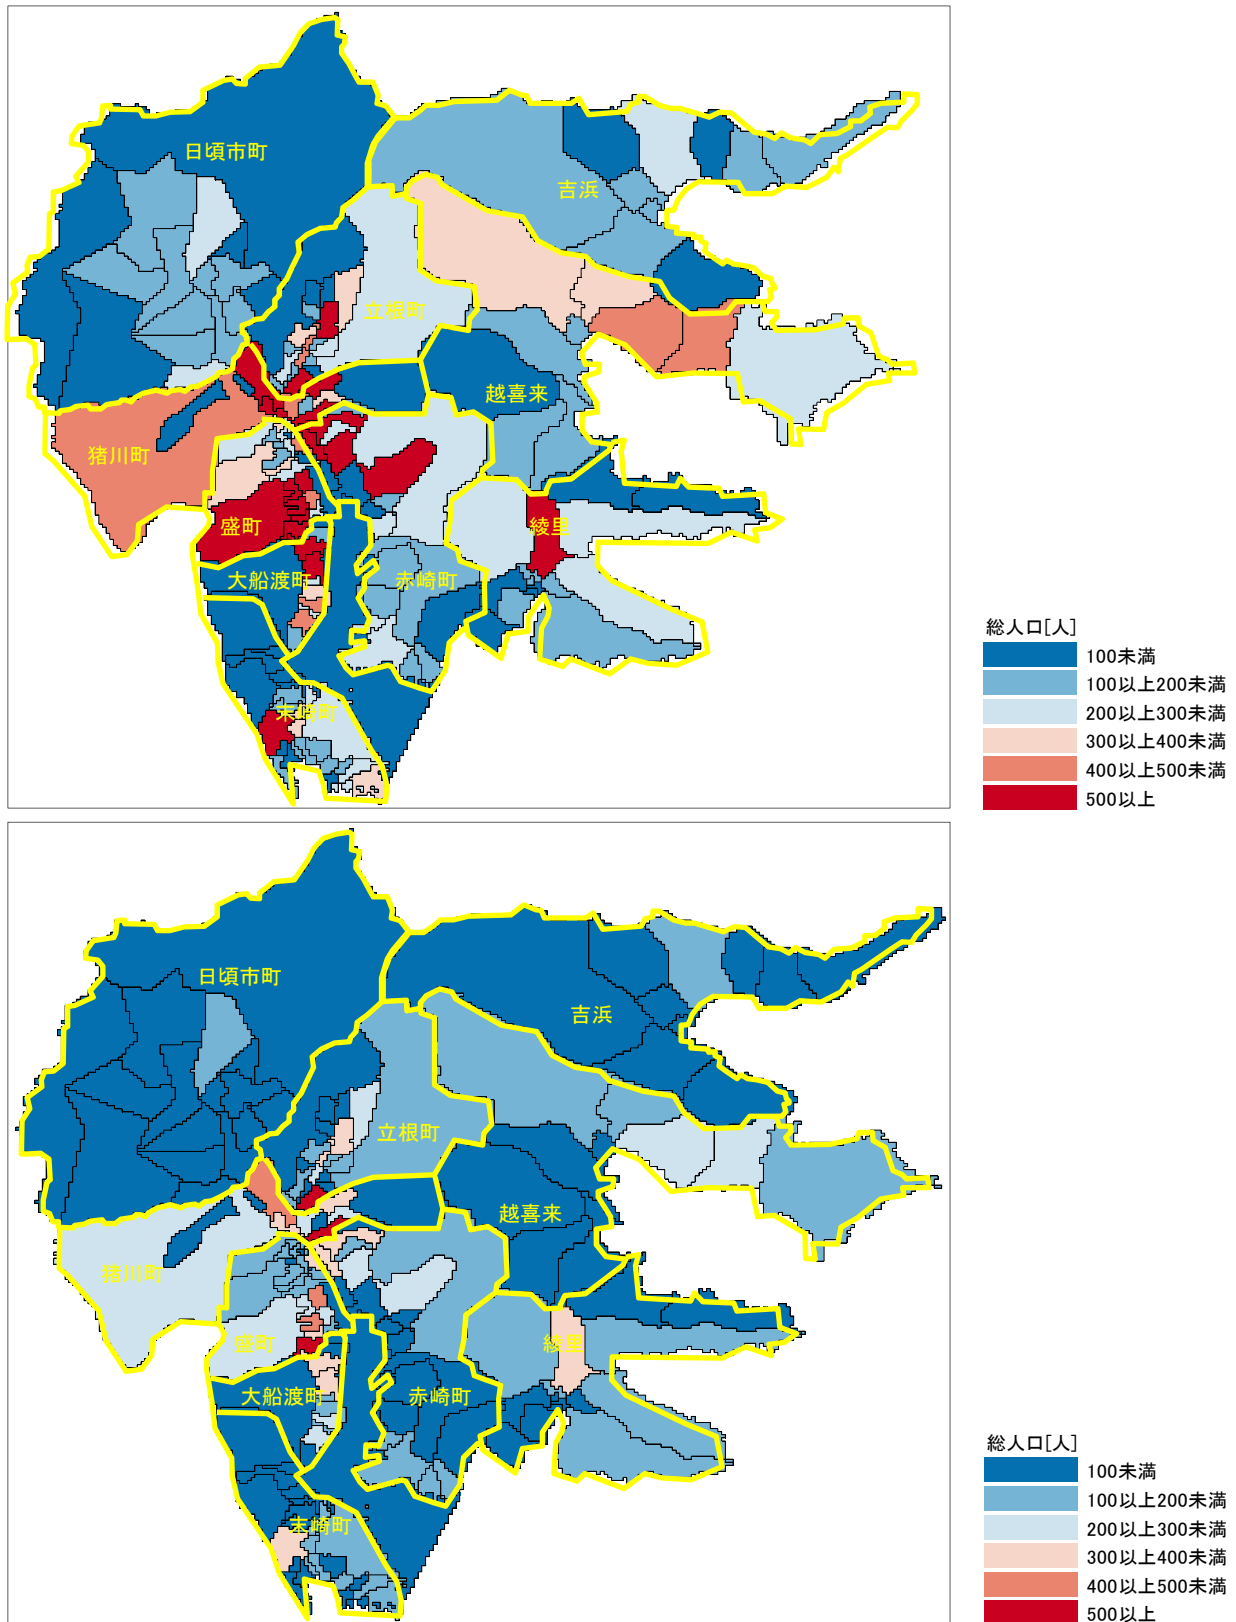 日頃市町
吉浜
立根町
越喜来
猪川町
盛町
綾里
大船渡町
赤崎町
末崎町
総人口[人]
100未満
100以上200未満
200以上300未満
300以上400未満
400以上500未満
500以上
日頃市町
吉浜
立根町
越喜来
猪川町
盛町
綾里
大船渡町
赤崎町
末崎町
総人口[人]
100未満
100以上200未満
200以上300未満
300以上400未満
400以上500未満
500以上